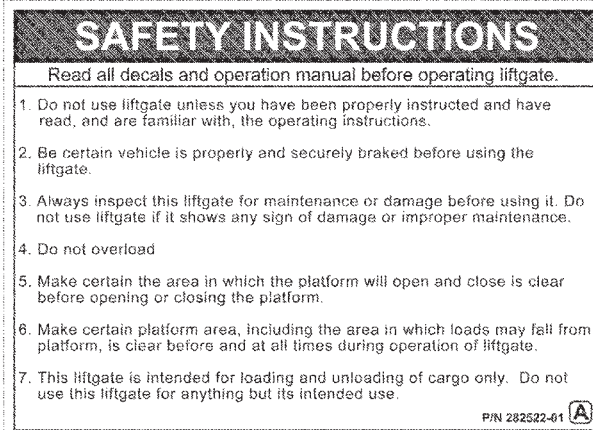 SAFETY INSTRUCTIONS
Read all decals and operation manual before operating liftgate.
1. Do not use liftgate unless you have been properly instructed and have
read, and are familiar with, the operating instructions.
2. Be certain vehicle is properly and securely braked before using the
liftgate.
3. Always inspect this liftgate for maintenance or damage before using it. Do
not use liftgate if it shows any sign of damage or improper maintenance.
4. Do not overload
5. Make certain the area in which the platform will open and close is clear
before opening or closing the platform.
6. Make certain platform area, including the area in which loads may fall from
platform, is clear before and at all times during operation of liftgate.
7. This liftgate is intended for loading and unloading of cargo only. Do not
use this liftgate for anything but its intended use.
P/N 282522-01 A